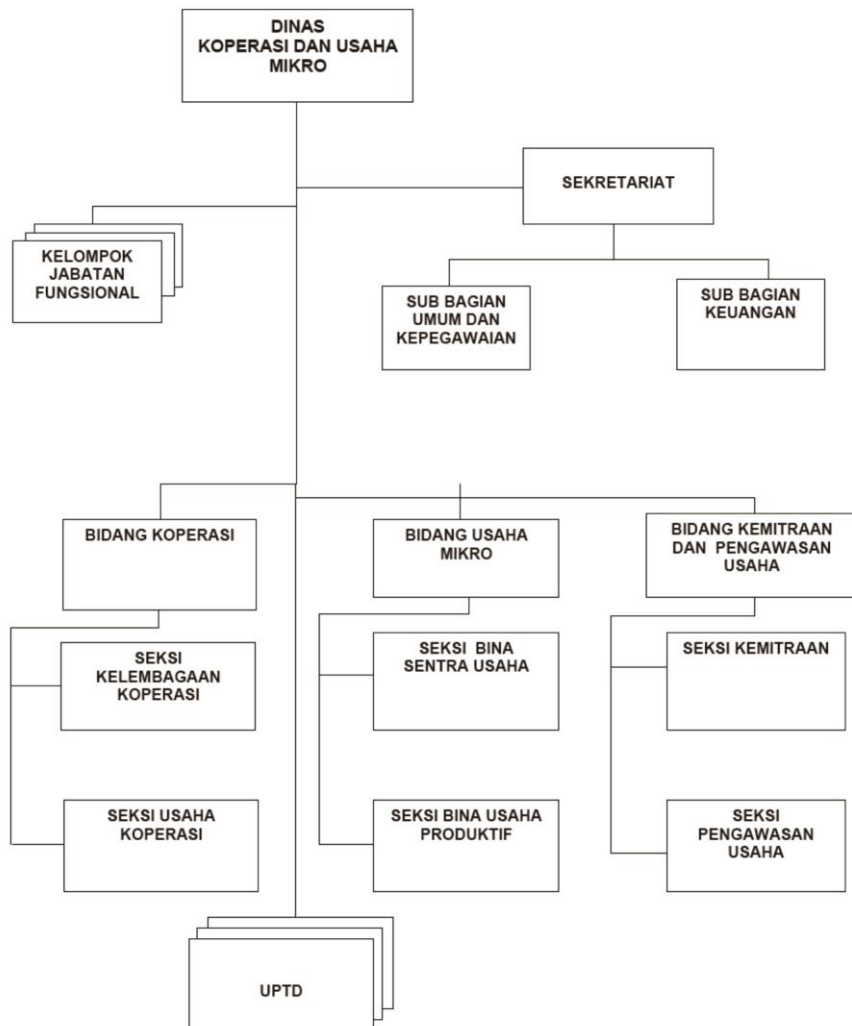 DINAS
KOPERASI DAN USAHA
MIKRO
SEKRETARIAT
KELOMPOK
JABATAN
FUNGSIONAL
SUB BAGIAN
UMUM DAN
KEPEGAWAIAN
SUB BAGIAN
KEUANGAN
BIDANG KOPERASI
BIDANG USAHA
MIKRO
BIDANG KEMITRAAN
DAN PENGAWASAN
USAHA
SEKSI
KELEMBAGAAN
KOPERASI
SEKSI BINA
SENTRA USAHA
SEKSI KEMITRAAN
SEKSI USAHA
KOPERASI
SEKSI BINA USAHA
PRODUKTIF
SEKSI
PENGAWASAN
USAHA
UPTD